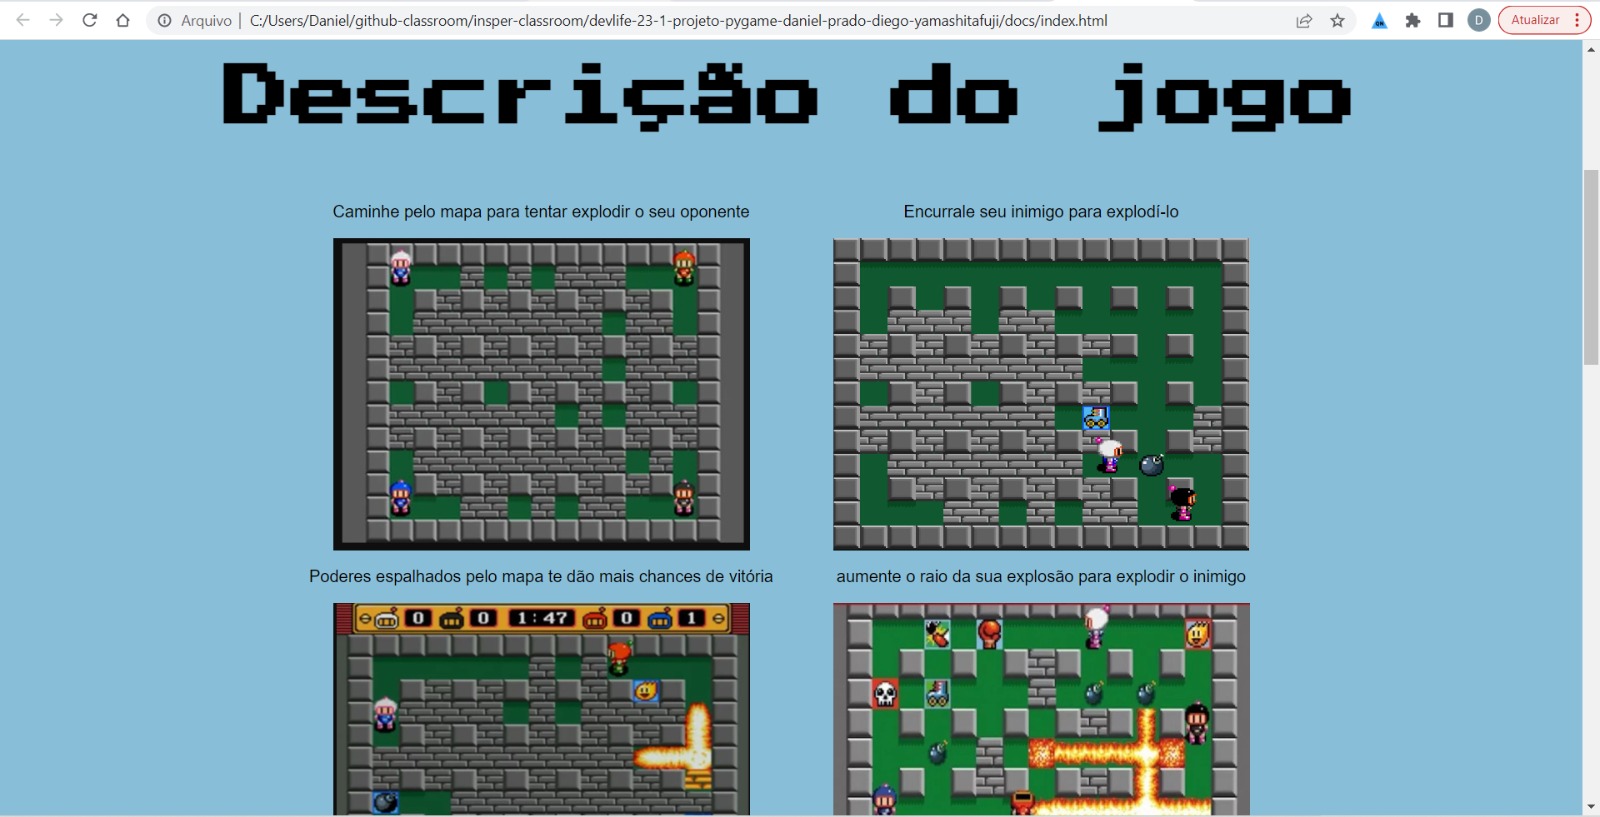 Arquivo | C:/Users/Daniel/github-classroom/insper-classroom/devlife-23-1-projeto-pygame-daniel-prado-diego-yamashitafuji/docs/index.html
D
Atualizar
Descrição do jogo
Caminhe pelo mapa para tentar explodir o seu oponente
Encurrale seu inimigo para explodí-lo
Poderes espalhados pelo mapa te dão mais chances de vitória
aumente o raio da sua explosão para explodir o inimigo
0 0 1:47 0 1